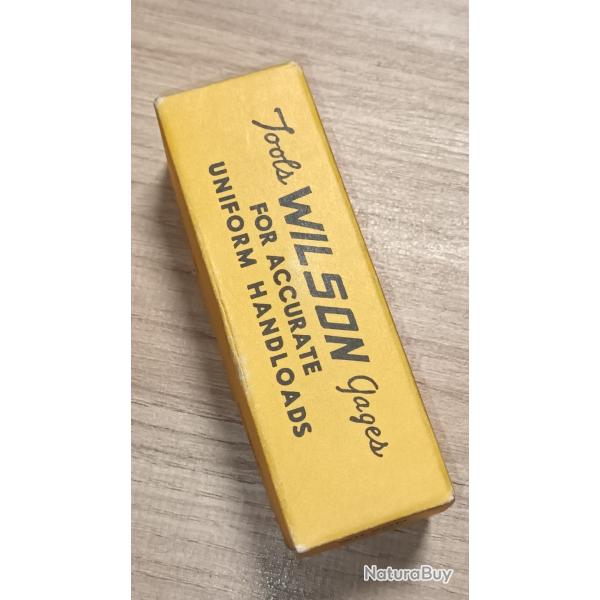 Tools WILSON Gages
FOR ACCURATE
UNIFORM HANDLOADS
NaturaBuy